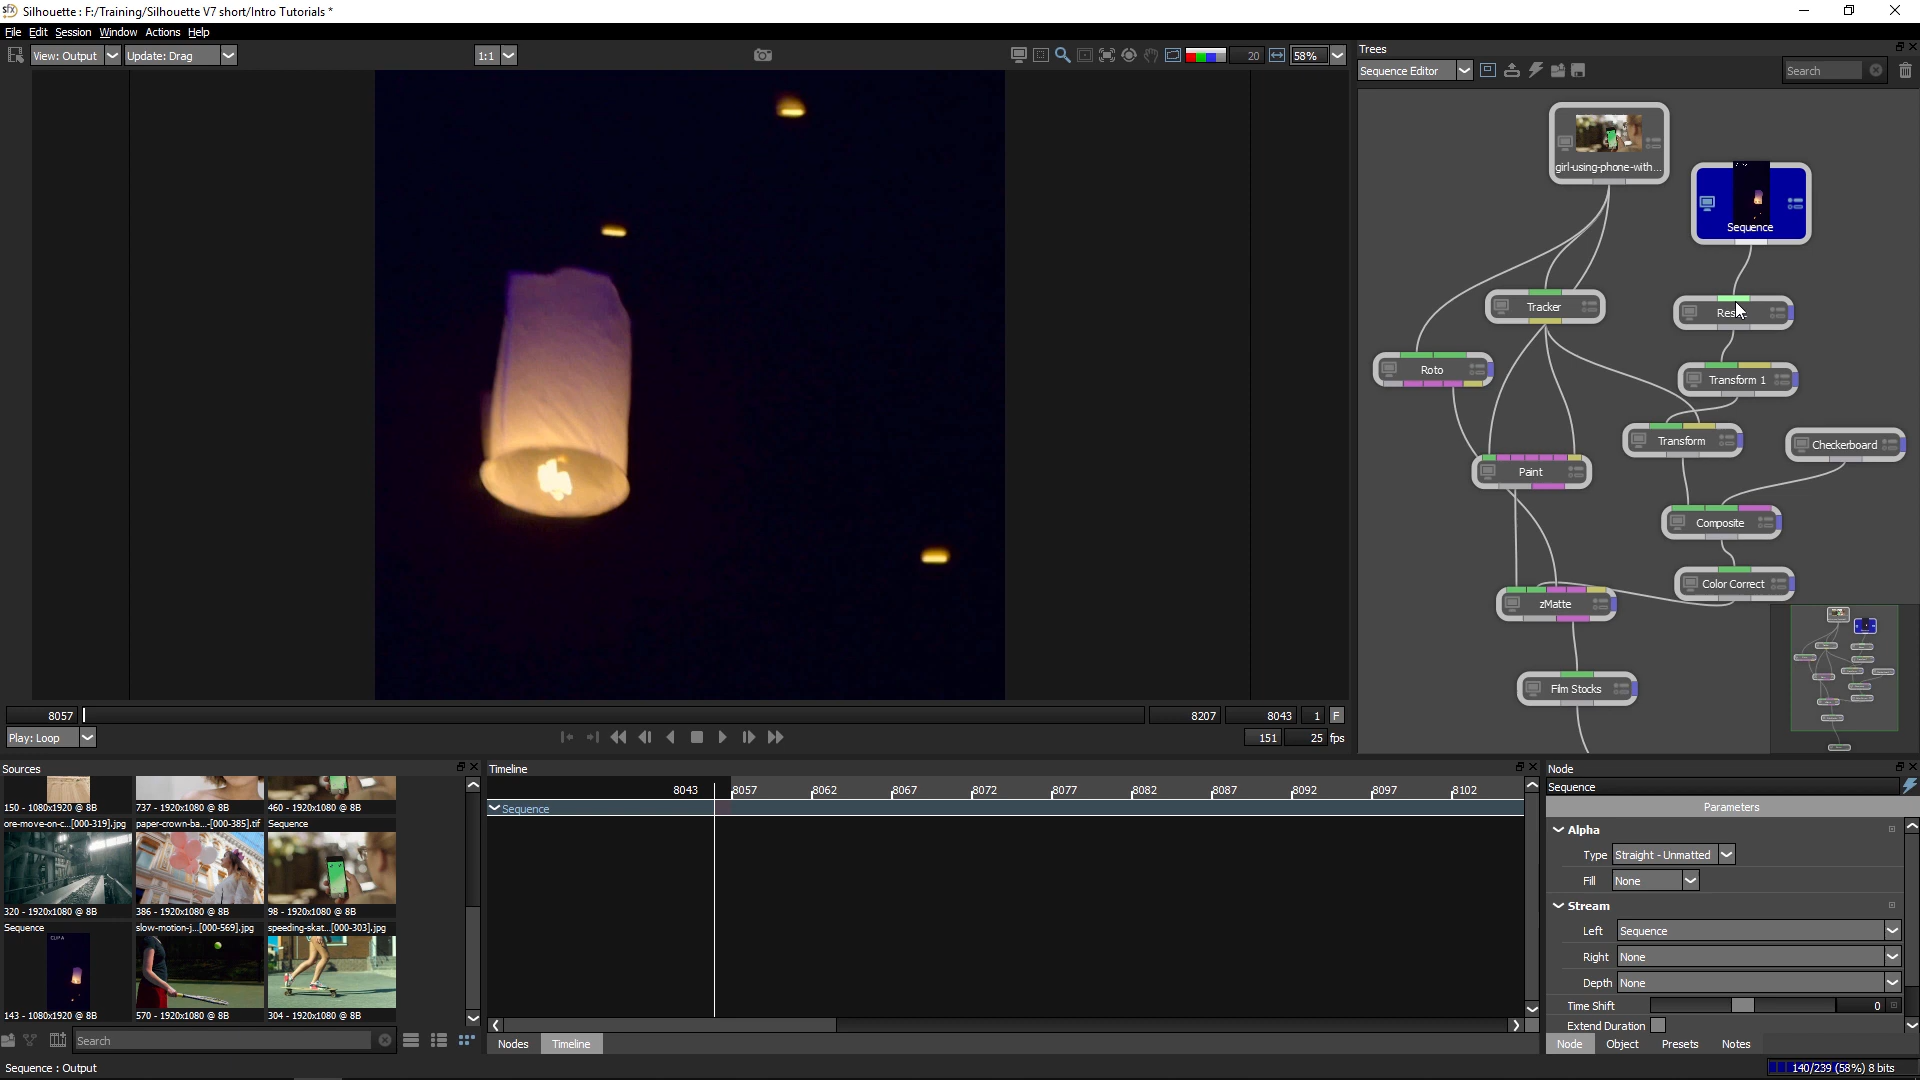 Silhouette : F:/Training/Silhouette V7 short/Intro Tutorials *
File Edit Session Window Actions Help
View: Output Update: Drag 1:1 20 58%
Trees
Sequence Editor Search
girl-using-phone-with...
Sequence
Tracker
Roto
Transform 1
Transform
Checkerboard
Paint
Composite
Color Correct
zMatte
Film Stocks
8057 8207 8043 1 F
Play: Loop 151 25 fps
Sources
150 - 1080x1920 @ 8B 737 - 1920x1080 @ 8B 460 - 1920x1080 @ 8B
ore-move-on-c...[000-319].jpg paper-crown-ba...-[000-385].tif Sequence
320 - 1920x1080 @ 8B 386 - 1920x1080 @ 8B 98 - 1920x1080 @ 8B
Sequence slow-motion-j...[000-569].jpg speeding-skat...[000-303].jpg
143 - 1080x1920 @ 8B 570 - 1920x1080 @ 8B 304 - 1920x1080 @ 8B
Search
Timeline
8043 8057 8062 8067 8072 8077 8082 8087 8092 8097 8102
Sequence
Nodes Timeline
Node
Sequence
Parameters
Alpha
Type Straight - Unmatted
Fill None
Stream
Left Sequence
Right None
Depth None
Time Shift 0
Extend Duration
Node Object Presets Notes
Sequence : Output
140/239 (58%) 8 bits